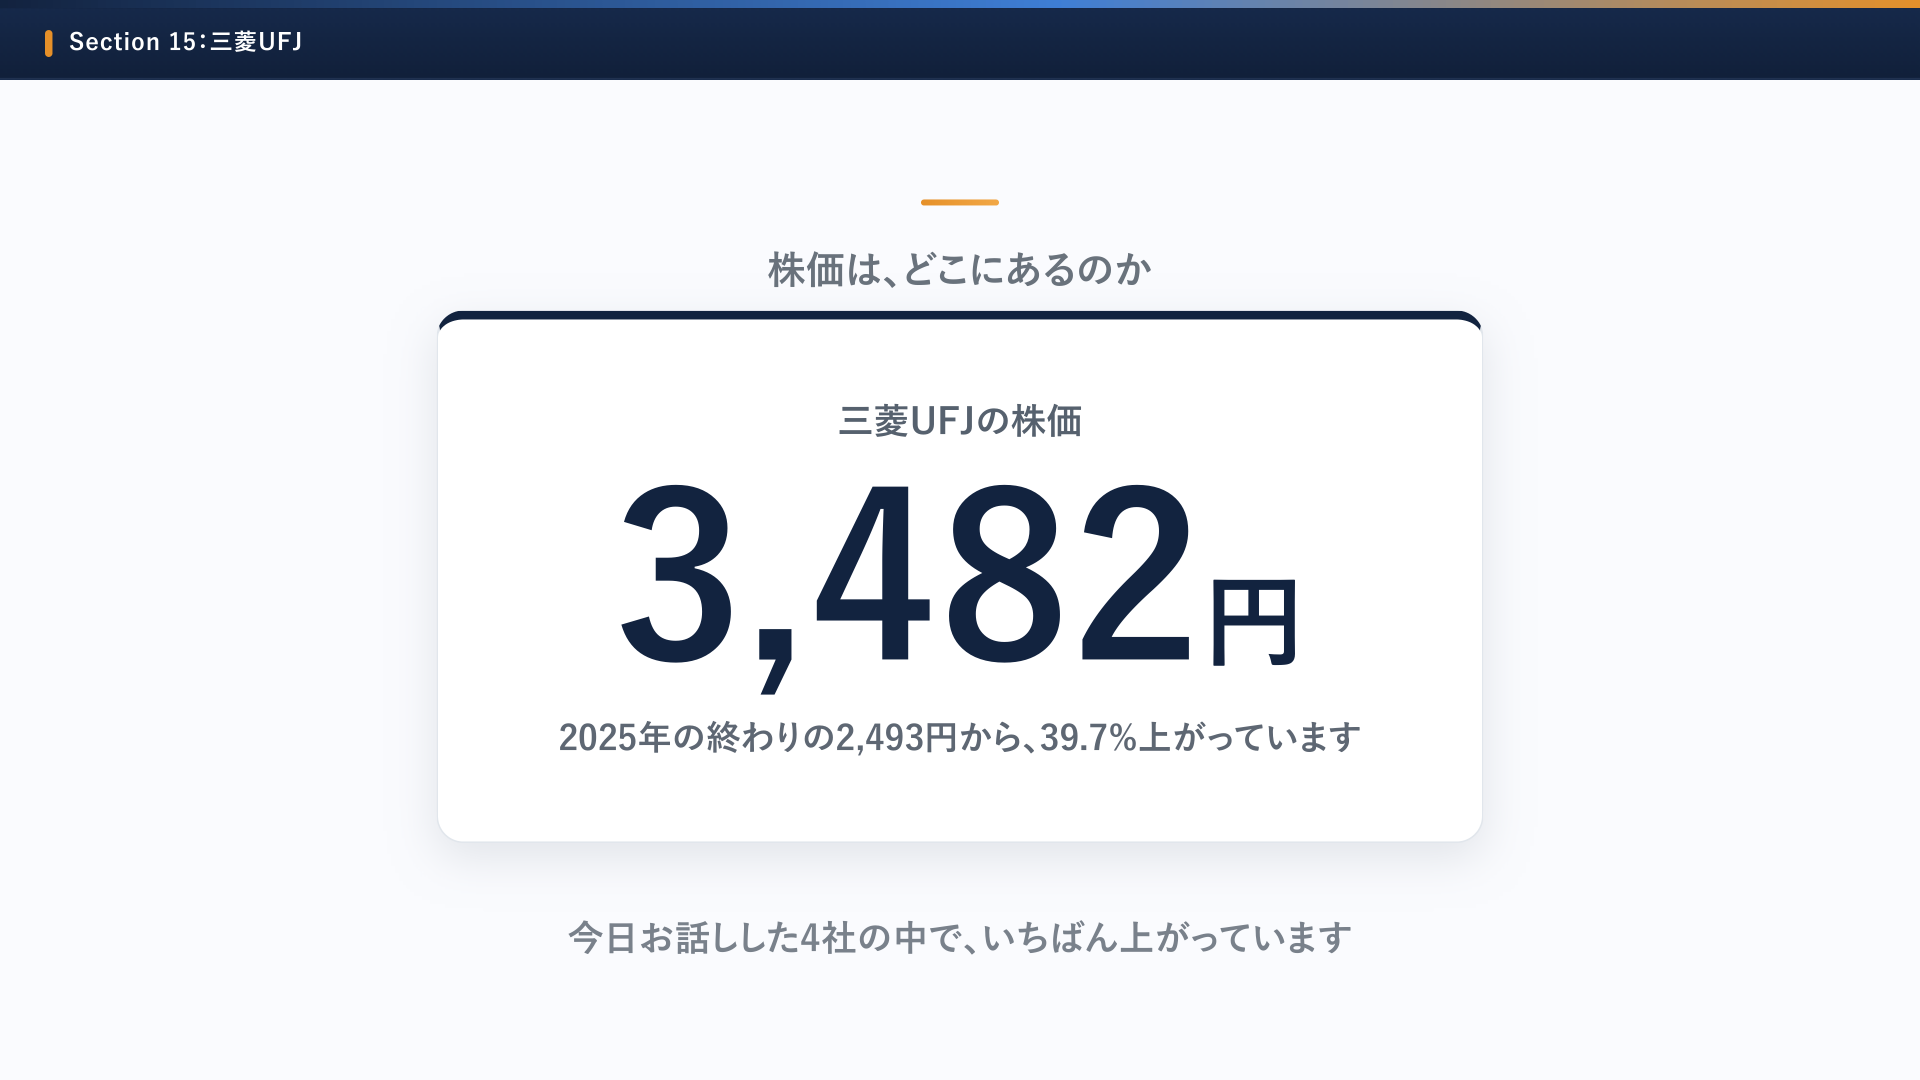 Section 15：三菱UFJ
株価は、どこにあるのか
三菱UFJの株価
3,482円
2025年の終わりの2,493円から、39.7%上がっています
今日お話しした4社の中で、いちばん上がっています